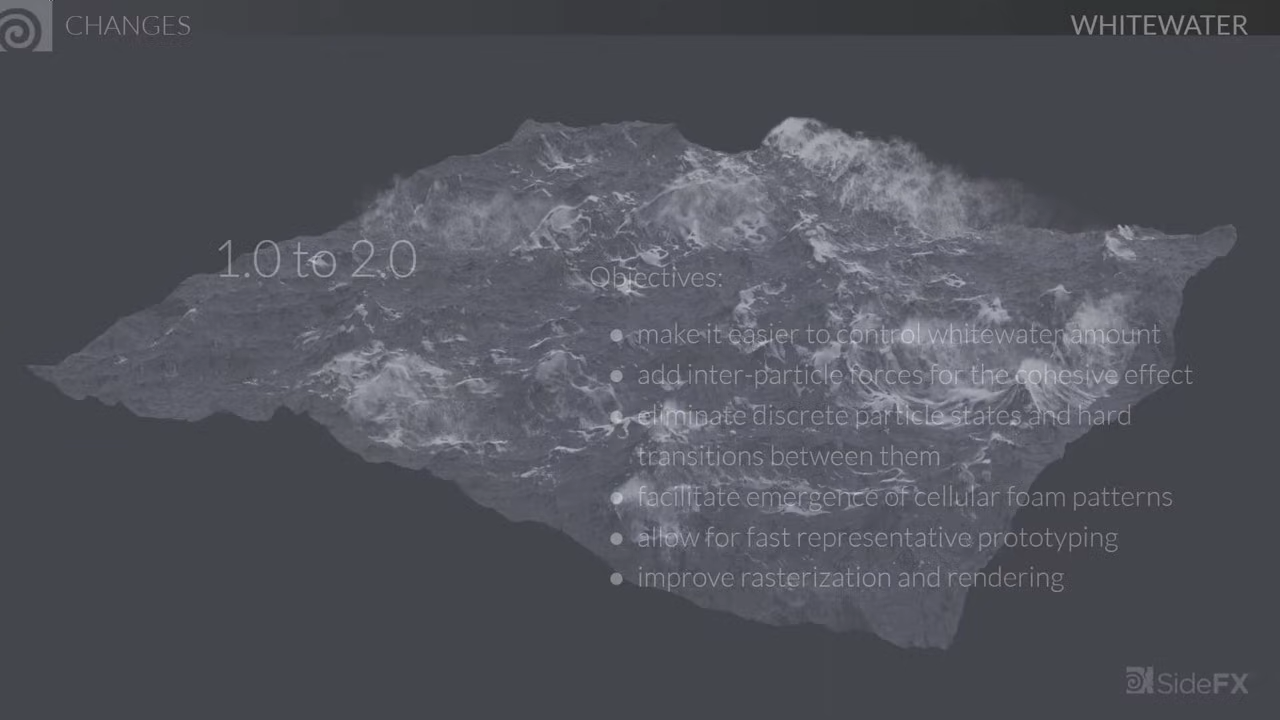 CHANGES
WHITEWATER
1.0 to 2.0
Objectives:
● make it easier to control whitewater amount
● add inter-particle forces for the cohesive effect
● eliminate discrete particle states and hard
transitions between them
● facilitate emergence of cellular foam patterns
● allow for fast representative prototyping
● improve rasterization and rendering
SideFX